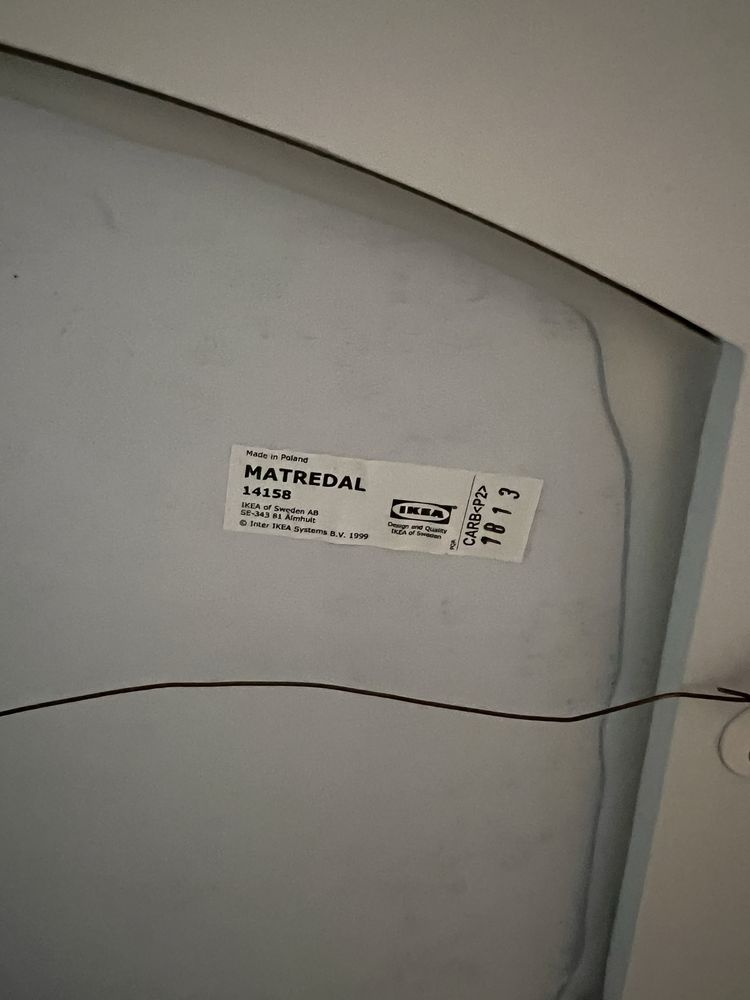 Made in Poland
MATREDAL
14158
IKEA of Sweden AB
SE-343 81 Älmhult
© Inter IKEA Systems B.V. 1999
IKEA
Design and Quality
IKEA of Sweden
CARB<P2>
1813